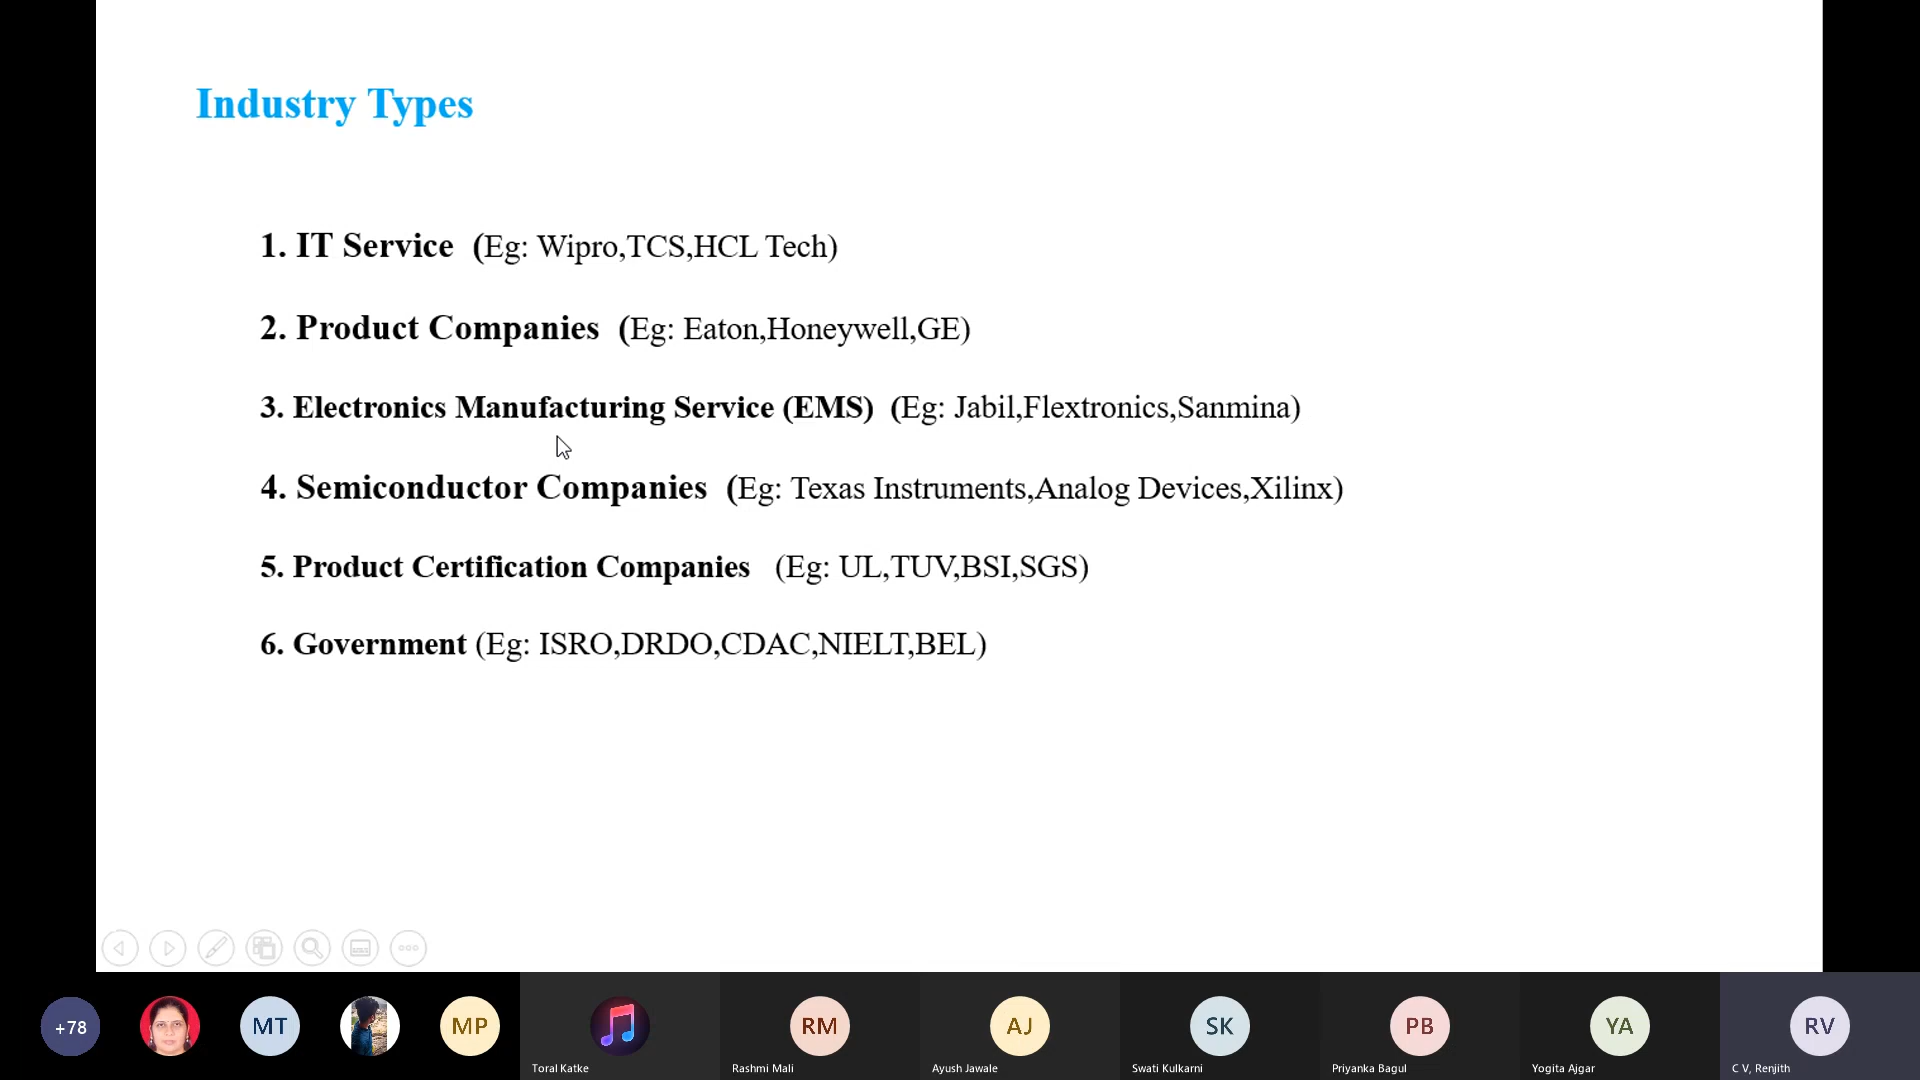 Industry Types
1. IT Service (Eg: Wipro,TCS,HCL Tech)
2. Product Companies (Eg: Eaton,Honeywell,GE)
3. Electronics Manufacturing Service (EMS) (Eg: Jabil,Flextronics,Sanmina)
4. Semiconductor Companies (Eg: Texas Instruments,Analog Devices,Xilinx)
5. Product Certification Companies (Eg: UL,TUV,BSI,SGS)
6. Government (Eg: ISRO,DRDO,CDAC,NIELT,BEL)
+78 MT MP RM AJ SK PB YA RV
Toral Katke Rashmi Mali Ayush Jawale Swati Kulkarni Priyanka Bagul Yogita Ajgar C V, Renjith